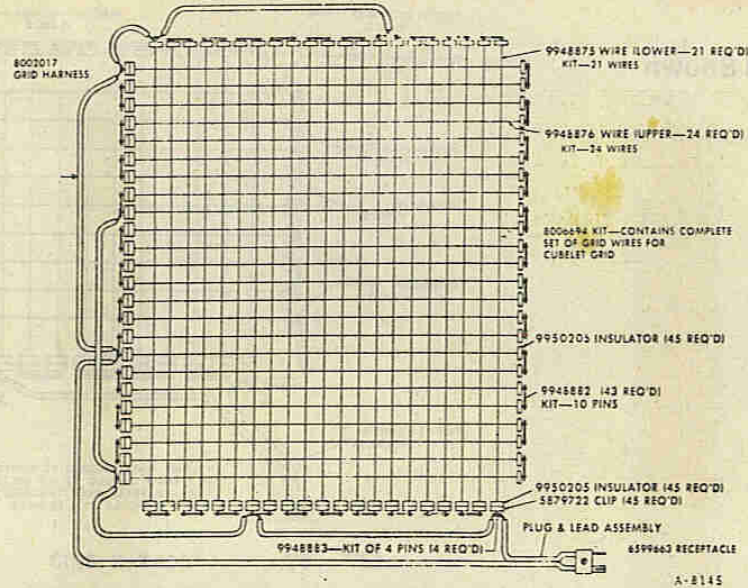 9948875 WIRE (LOWER—21 REQ'D)
KIT—21 WIRES
8002017
GRID HARNESS
9948876 WIRE (UPPER—24 REQ'D)
KIT—24 WIRES
8006694 KIT—CONTAINS COMPLETE
SET OF GRID WIRES FOR
CUBELET GRID
9950205 INSULATOR (45 REQ'D)
9948882 (43 REQ'D)
KIT—10 PINS
9950205 INSULATOR (45 REQ'D)
5879722 CLIP (45 REQ'D)
PLUG & LEAD ASSEMBLY
9948883—KIT OF 4 PINS (4 REQ'D)
6599663 RECEPTACLE
A-8145